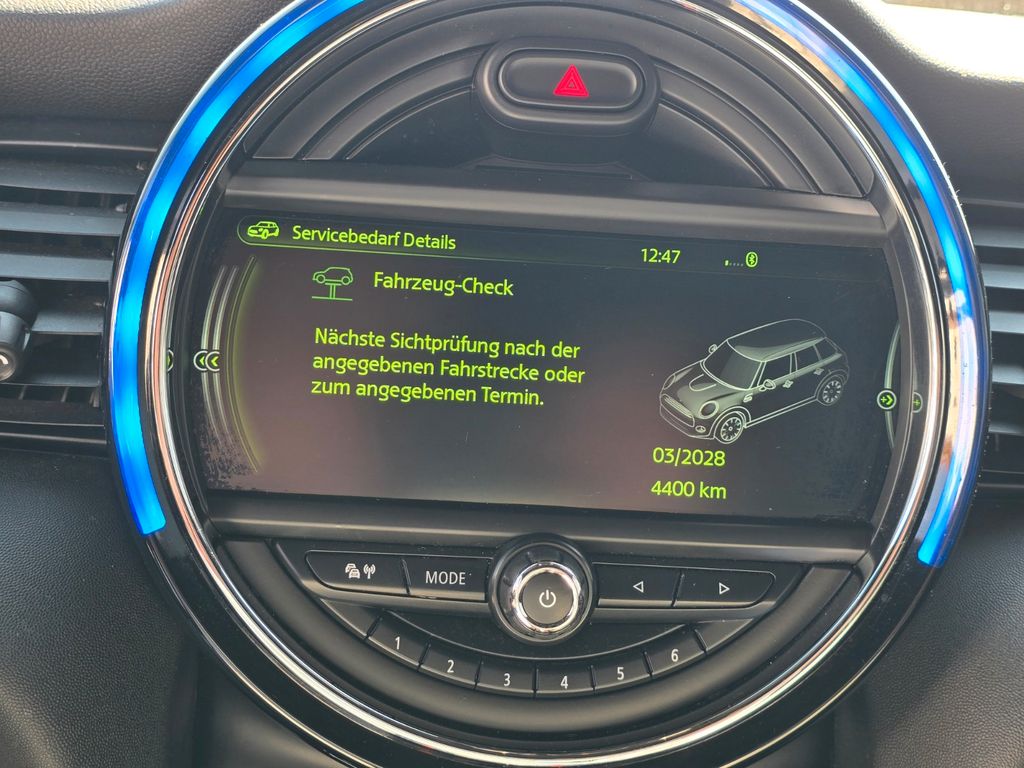 Servicebedarf Details
12:47
Fahrzeug-Check
Nächste Sichtprüfung nach der
angegebenen Fahrstrecke oder
zum angegebenen Termin.
03/2028
4400 km
MODE
1
2
3
4
5
6